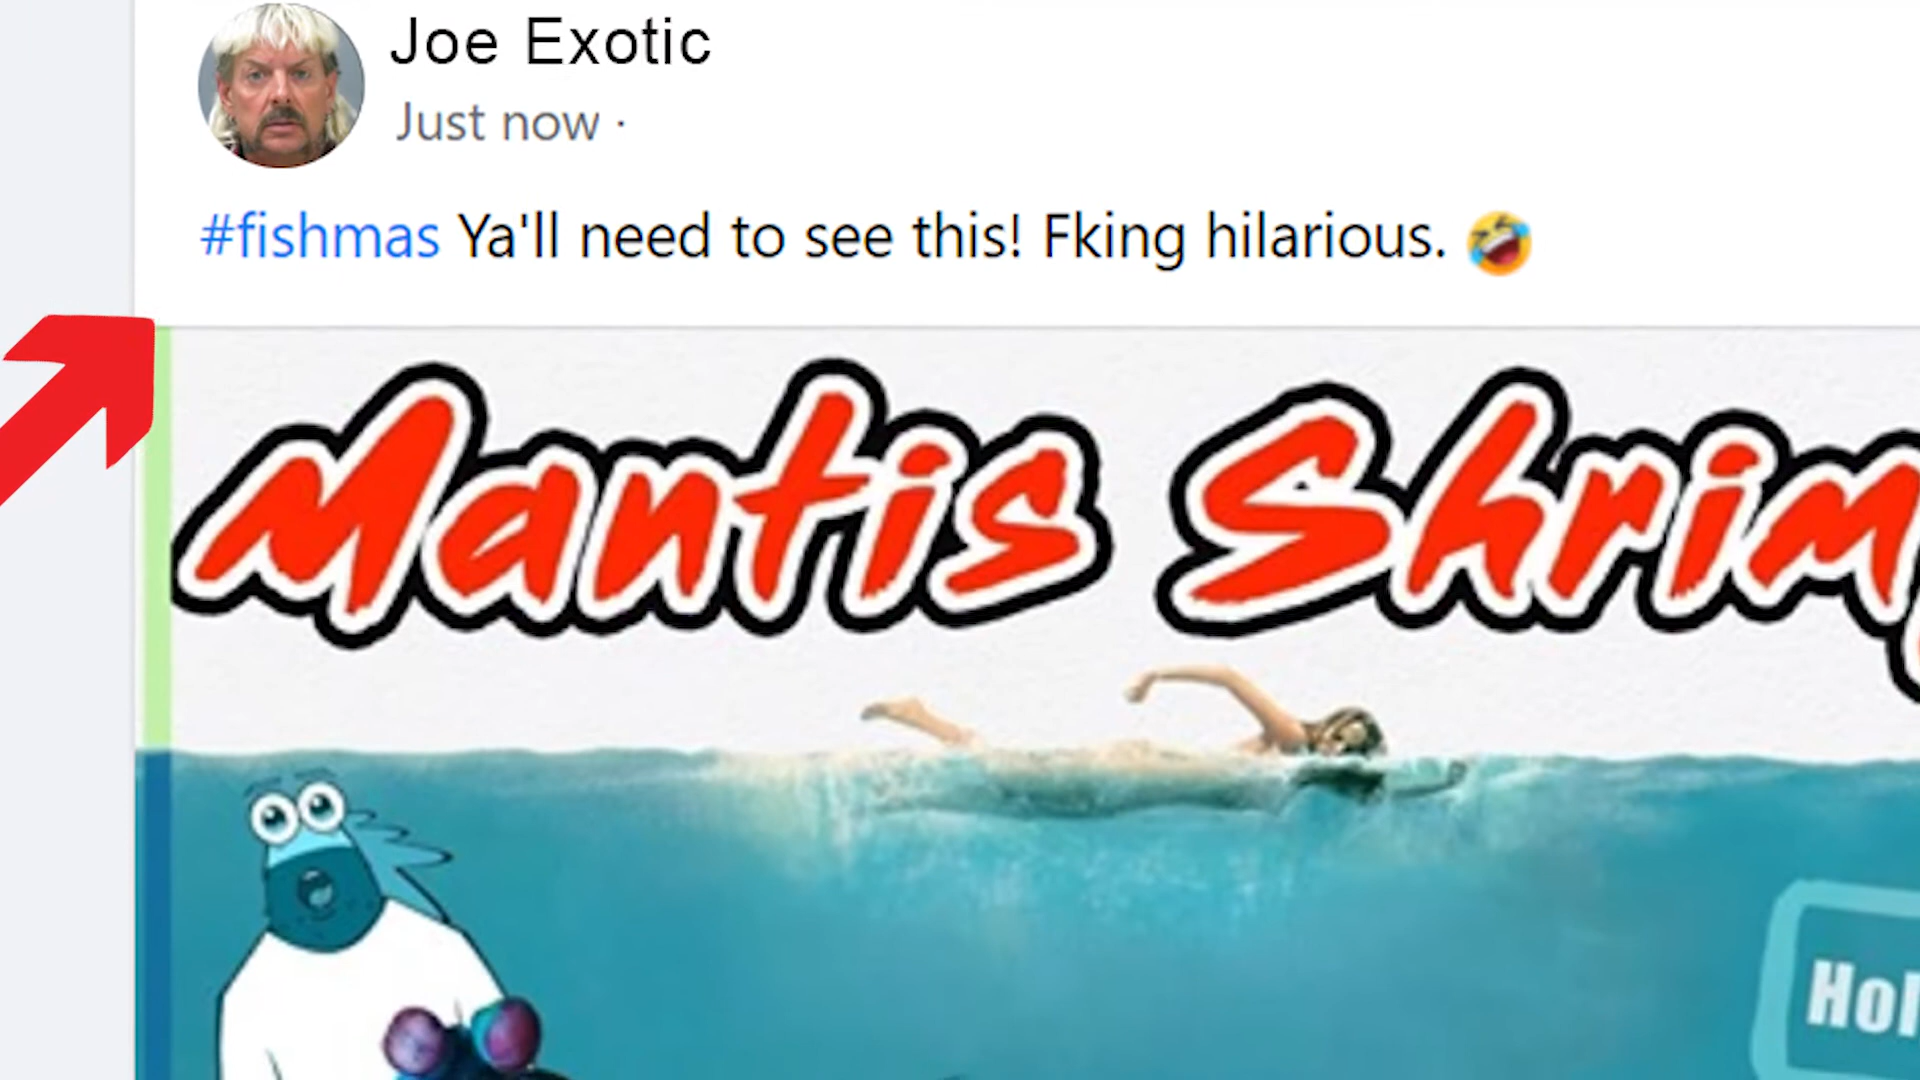 Joe Exotic
Just now ·
#fishmas Ya'll need to see this! Fking hilarious. 🤣
Mantis Shrim
Hol